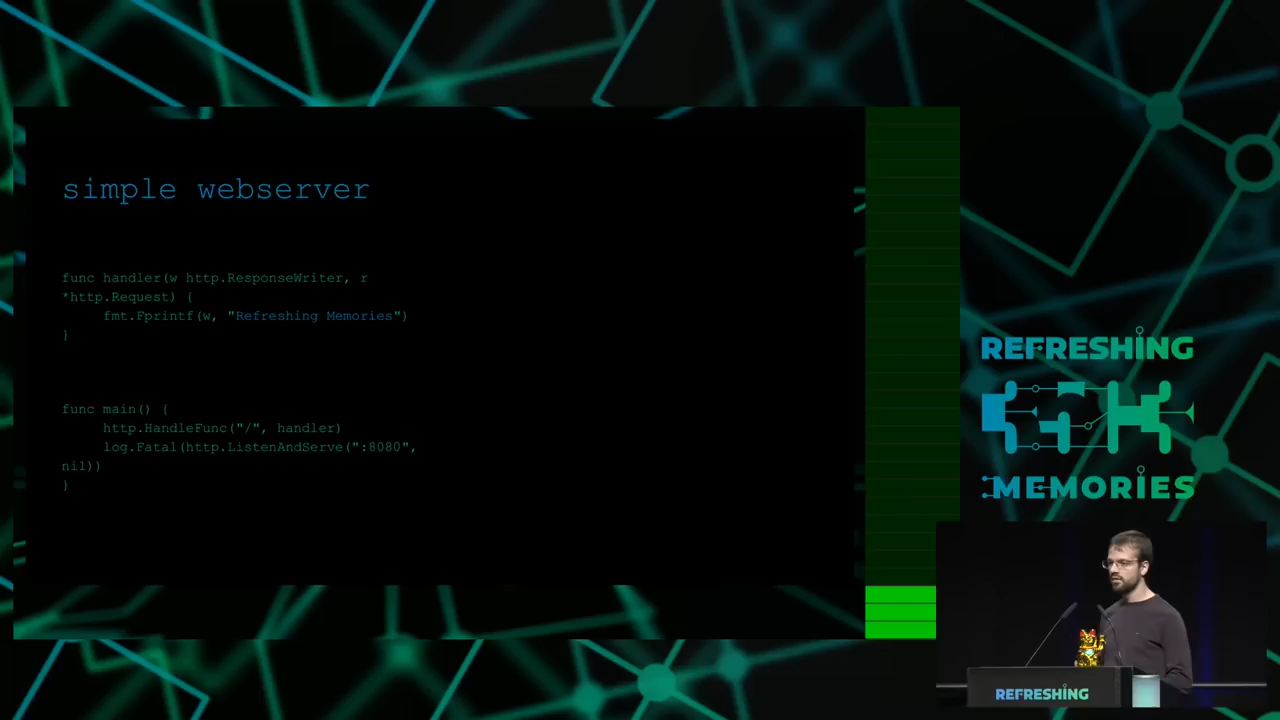 simple webserver
func handler(w http.ResponseWriter, r
*http.Request) {
fmt.Fprintf(w, "Refreshing Memories")
}
func main() {
http.HandleFunc("/", handler)
log.Fatal(http.ListenAndServe(":8080",
nil))
}
REFRESHING
MEMORIES
REFRESHING